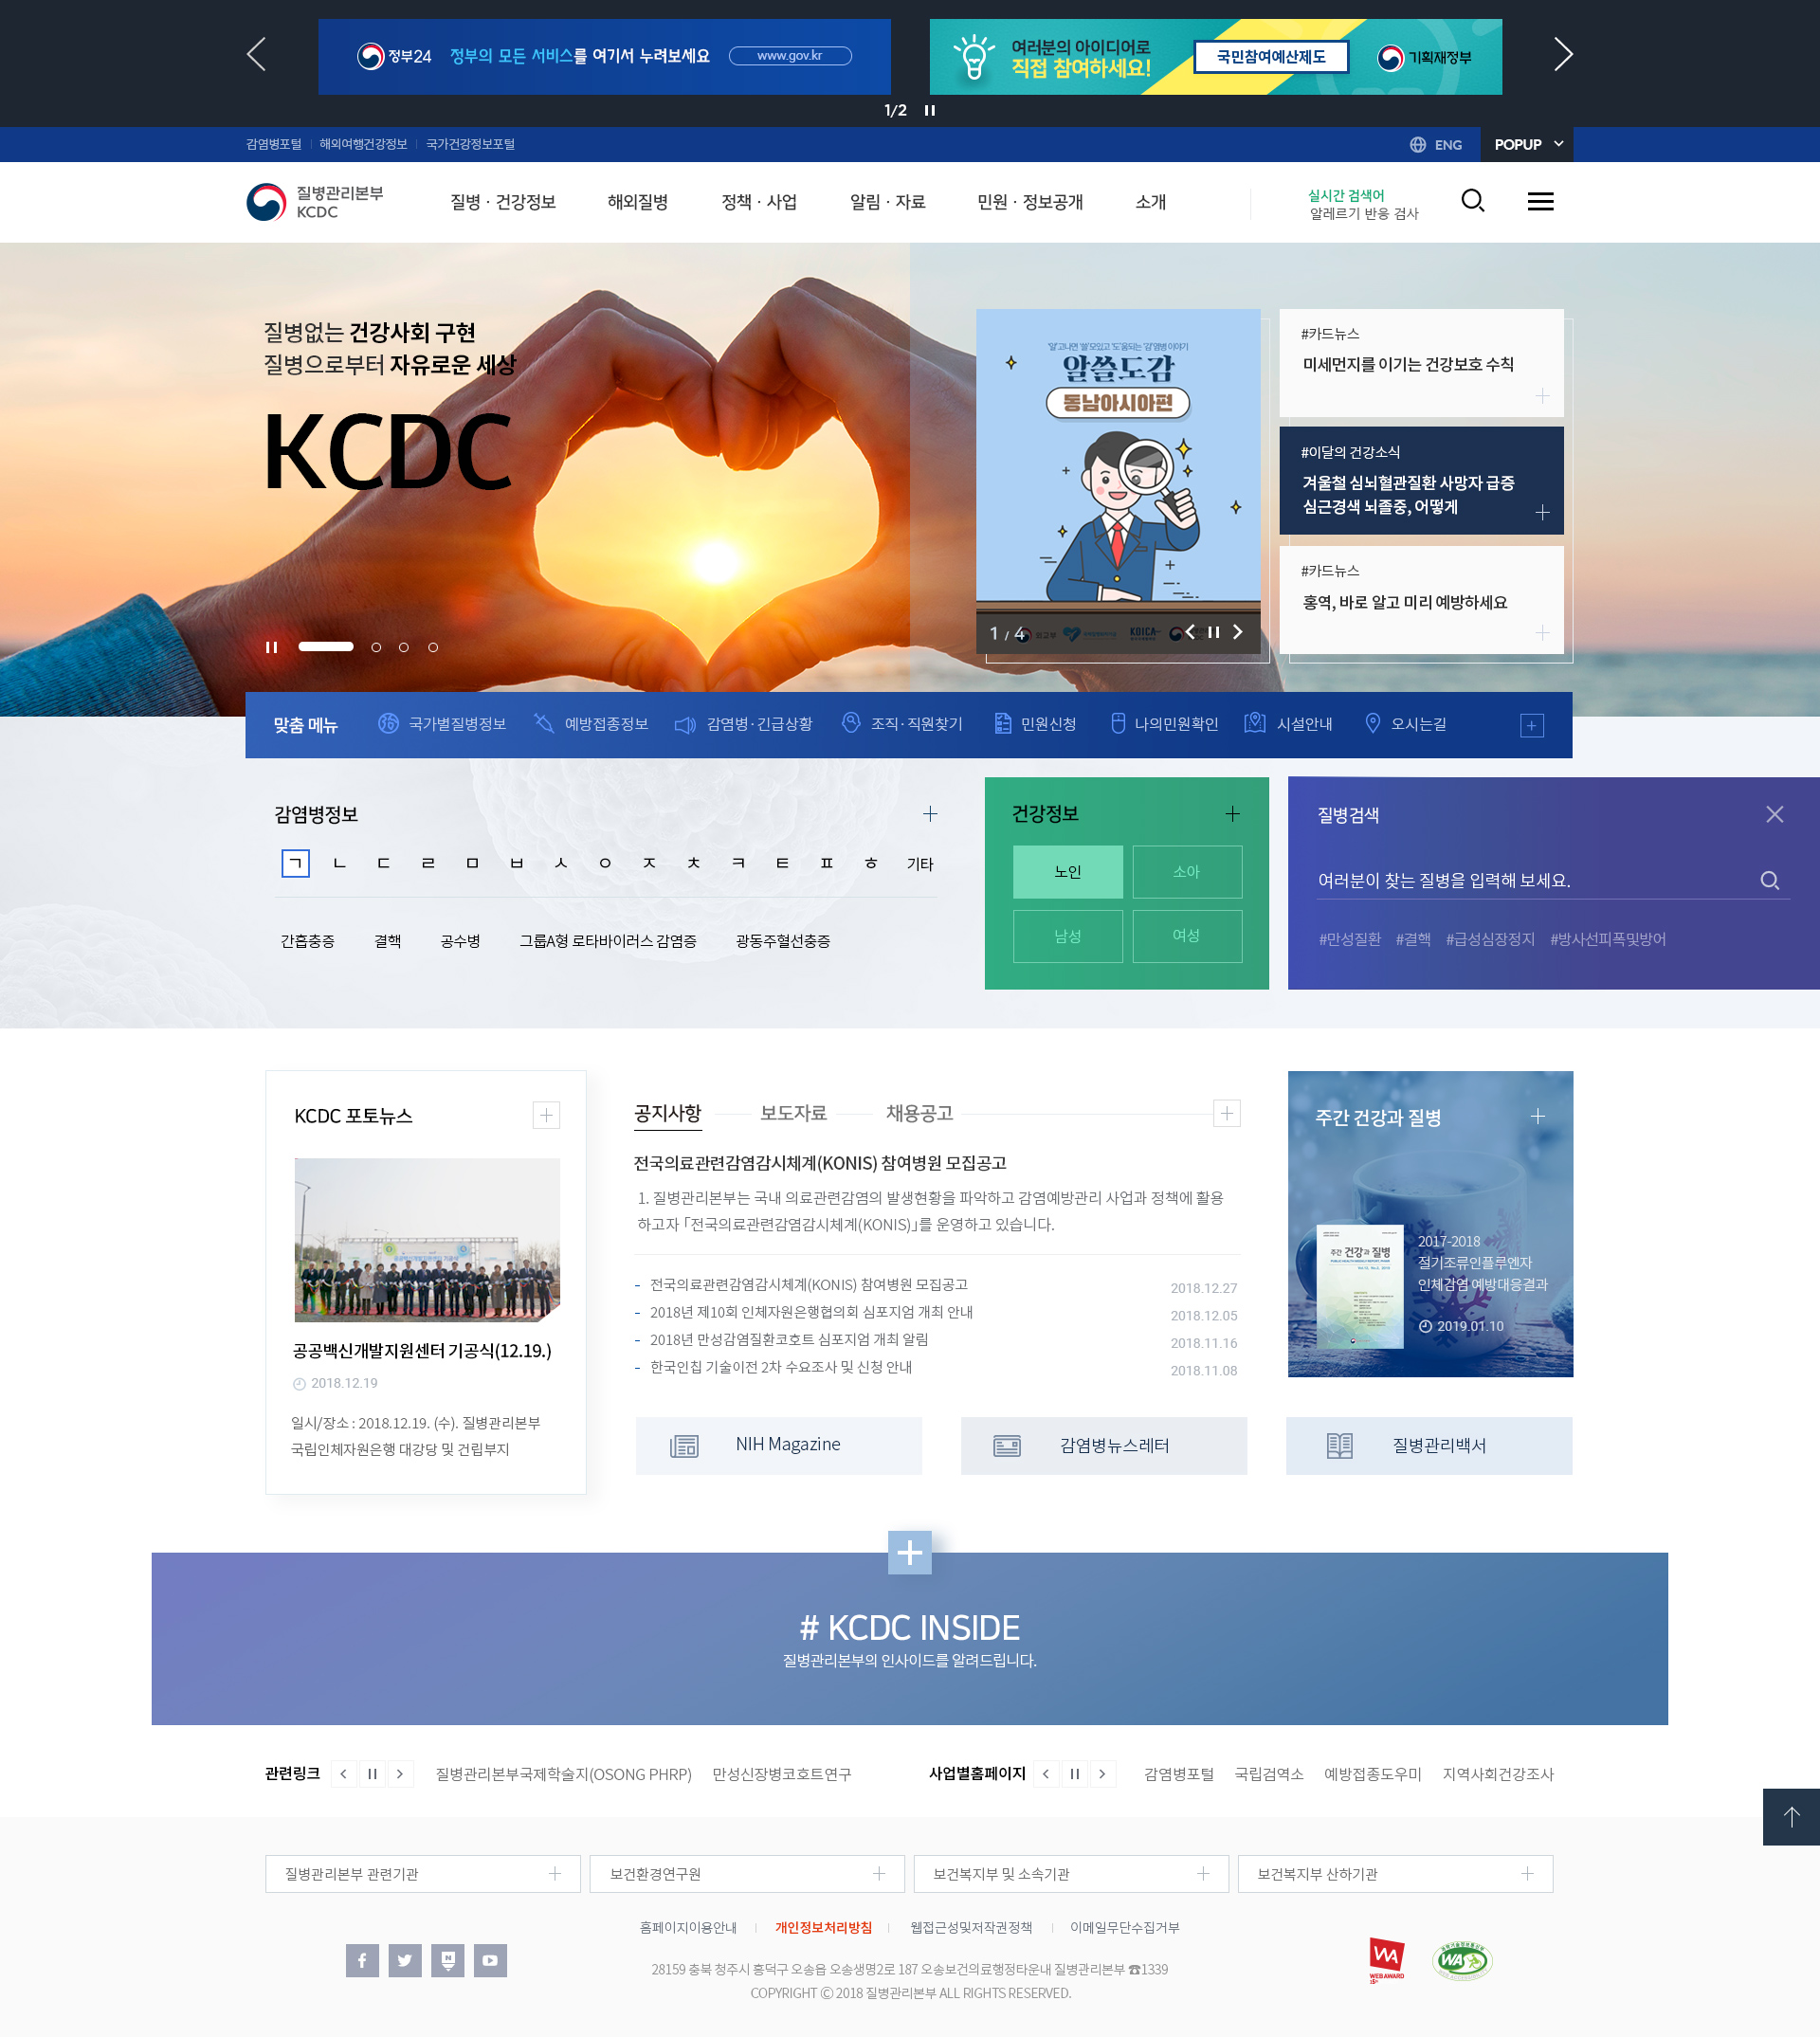 정부24 정부의 모든 서비스를 여기서 누려보세요 www.gov.kr
여러분의 아이디어로
직접 참여하세요!
국민참여예산제도
기획재정부
1/2
감염병포털 해외여행건강정보 국가건강정보포털
ENG POPUP
질병관리본부
KCDC
질병 · 건강정보 해외질병 정책 · 사업 알림 · 자료 민원 · 정보공개 소개
실시간 검색어
알레르기 반응 검사
질병없는 건강사회 구현
질병으로부터 자유로운 세상
KCDC
알쓸도감
동남아시아편
1 / 4
#카드뉴스
미세먼지를 이기는 건강보호 수칙
#이달의 건강소식
겨울철 심뇌혈관질환 사망자 급증
심근경색 뇌졸중, 어떻게
#카드뉴스
홍역, 바로 알고 미리 예방하세요
맞춤 메뉴 국가별질병정보 예방접종정보 감염병·긴급상황 조직·직원찾기 민원신청 나의민원확인 시설안내 오시는길
감염병정보
ㄱ ㄴ ㄷ ㄹ ㅁ ㅂ ㅅ ㅇ ㅈ ㅊ ㅋ ㅌ ㅍ ㅎ 기타
간흡충증 결핵 공수병 그룹A형 로타바이러스 감염증 광동주혈선충증
건강정보
노인 소아
남성 여성
질병검색
여러분이 찾는 질병을 입력해 보세요.
#만성질환 #결핵 #급성심장정지 #방사선피폭및방어
KCDC 포토뉴스
공공백신개발지원센터 기공식(12.19.)
2018.12.19
일시/장소 : 2018.12.19. (수). 질병관리본부
국립인체자원은행 대강당 및 건립부지
공지사항 보도자료 채용공고
전국의료관련감염감시체계(KONIS) 참여병원 모집공고
1. 질병관리본부는 국내 의료관련감염의 발생현황을 파악하고 감염예방관리 사업과 정책에 활용
하고자 「전국의료관련감염감시체계(KONIS)」를 운영하고 있습니다.
- 전국의료관련감염감시체계(KONIS) 참여병원 모집공고 2018.12.27
- 2018년 제10회 인체자원은행협의회 심포지엄 개최 안내 2018.12.05
- 2018년 만성감염질환코호트 심포지엄 개최 알림 2018.11.16
- 한국인칩 기술이전 2차 수요조사 및 신청 안내 2018.11.08
주간 건강과 질병
주간 건강과 질병
2017-2018
절기조류인플루엔자
인체감염 예방대응결과
2019.01.10
NIH Magazine 감염병뉴스레터 질병관리백서
# KCDC INSIDE
질병관리본부의 인사이드를 알려드립니다.
관련링크 질병관리본부국제학술지(OSONG PHRP) 만성신장병코호트연구
사업별홈페이지 감염병포털 국립검역소 예방접종도우미 지역사회건강조사
질병관리본부 관련기관 보건환경연구원 보건복지부 및 소속기관 보건복지부 산하기관
홈페이지이용안내 개인정보처리방침 웹접근성및저작권정책 이메일무단수집거부
28159 충북 청주시 흥덕구 오송읍 오송생명2로 187 오송보건의료행정타운내 질병관리본부 ☎1339
COPYRIGHT ⓒ 2018 질병관리본부 ALL RIGHTS RESERVED.
WA
WEB AWARD
WA